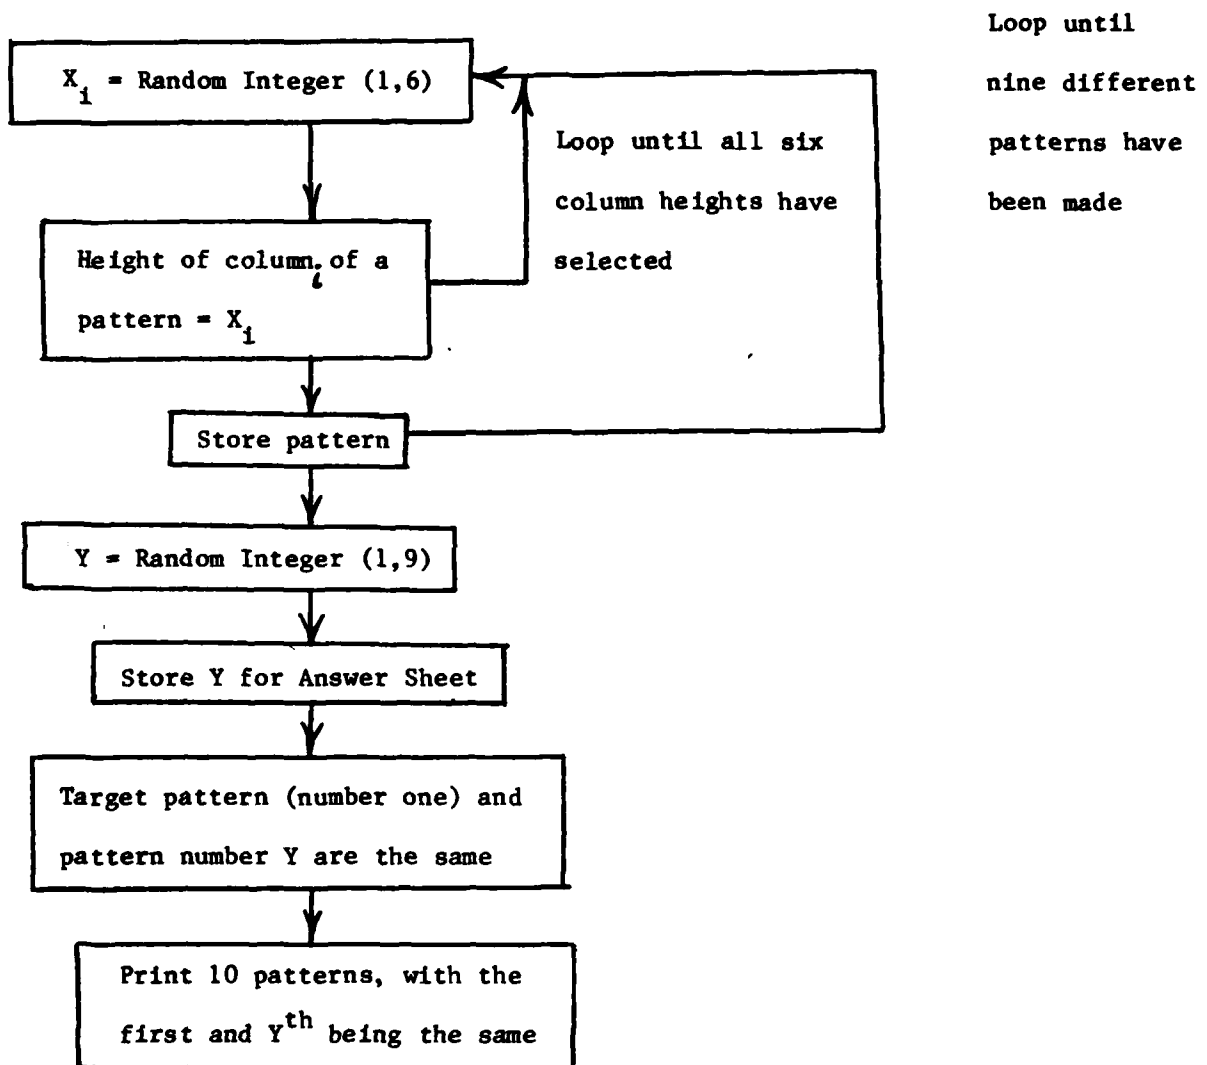 X_i = Random Integer (1,6)
Loop until all six
column heights have
selected
Loop until
nine different
patterns have
been made
Height of column i of a
pattern = X_i
Store pattern
Y = Random Integer (1,9)
Store Y for Answer Sheet
Target pattern (number one) and
pattern number Y are the same
Print 10 patterns, with the
first and Y^th being the same